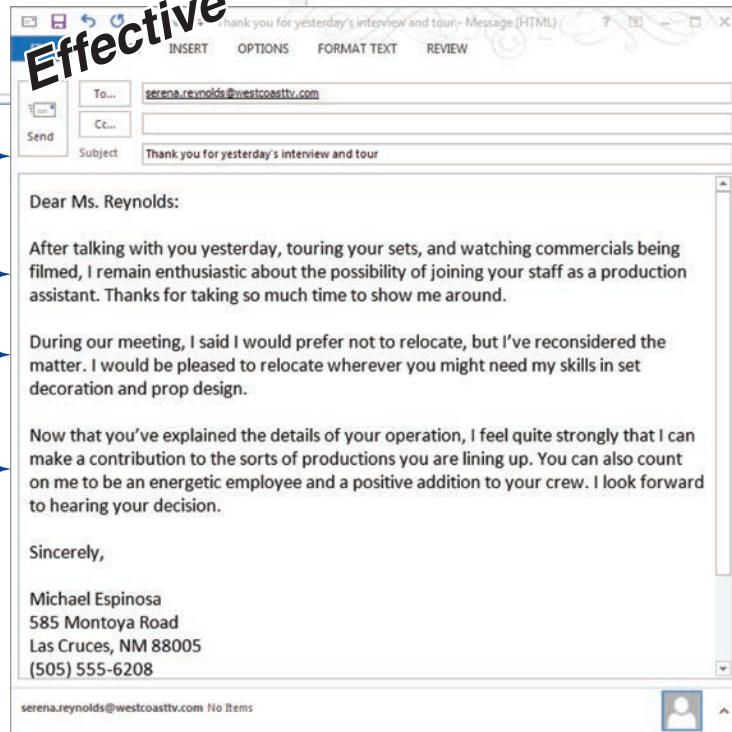 Effective
Thank you for yesterday's interview and tour - Message (HTML)
INSERT OPTIONS FORMAT TEXT REVIEW
To... serena.reynolds@westcoasttv.com
Cc...
Send
Subject Thank you for yesterday's interview and tour
Dear Ms. Reynolds:
After talking with you yesterday, touring your sets, and watching commercials being
filmed, I remain enthusiastic about the possibility of joining your staff as a production
assistant. Thanks for taking so much time to show me around.
During our meeting, I said I would prefer not to relocate, but I've reconsidered the
matter. I would be pleased to relocate wherever you might need my skills in set
decoration and prop design.
Now that you've explained the details of your operation, I feel quite strongly that I can
make a contribution to the sorts of productions you are lining up. You can also count
on me to be an energetic employee and a positive addition to your crew. I look forward
to hearing your decision.
Sincerely,
Michael Espinosa
585 Montoya Road
Las Cruces, NM 88005
(505) 555-6208
serena.reynolds@westcoasttv.com No Items